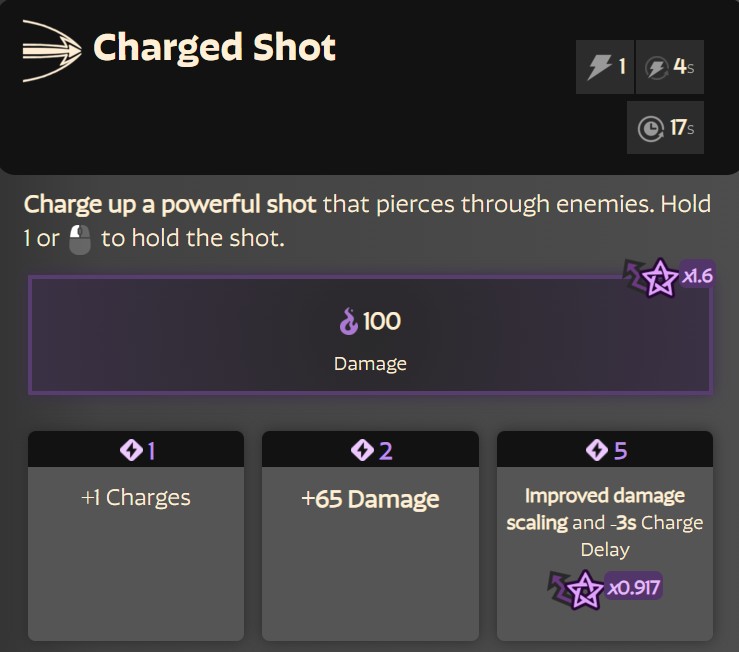 Charged Shot
1
4s
17s
Charge up a powerful shot that pierces through enemies. Hold
1 or to hold the shot.
x1.6
100
Damage
1
2
5
+1 Charges
+65 Damage
Improved damage
scaling and -3s Charge
Delay
x0.917